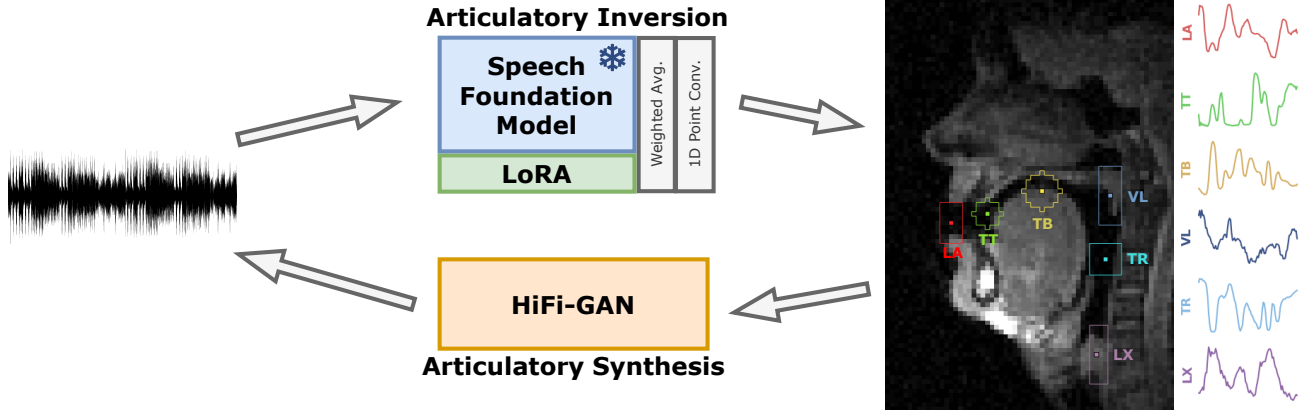 Articulatory Inversion
Speech
Foundation
Model
LoRA
Weighted Avg.
1D Point Conv.
HiFi-GAN
Articulatory Synthesis
LA
TT
TB
VL
TR
LX
LA
TT
TB
VL
TR
LX